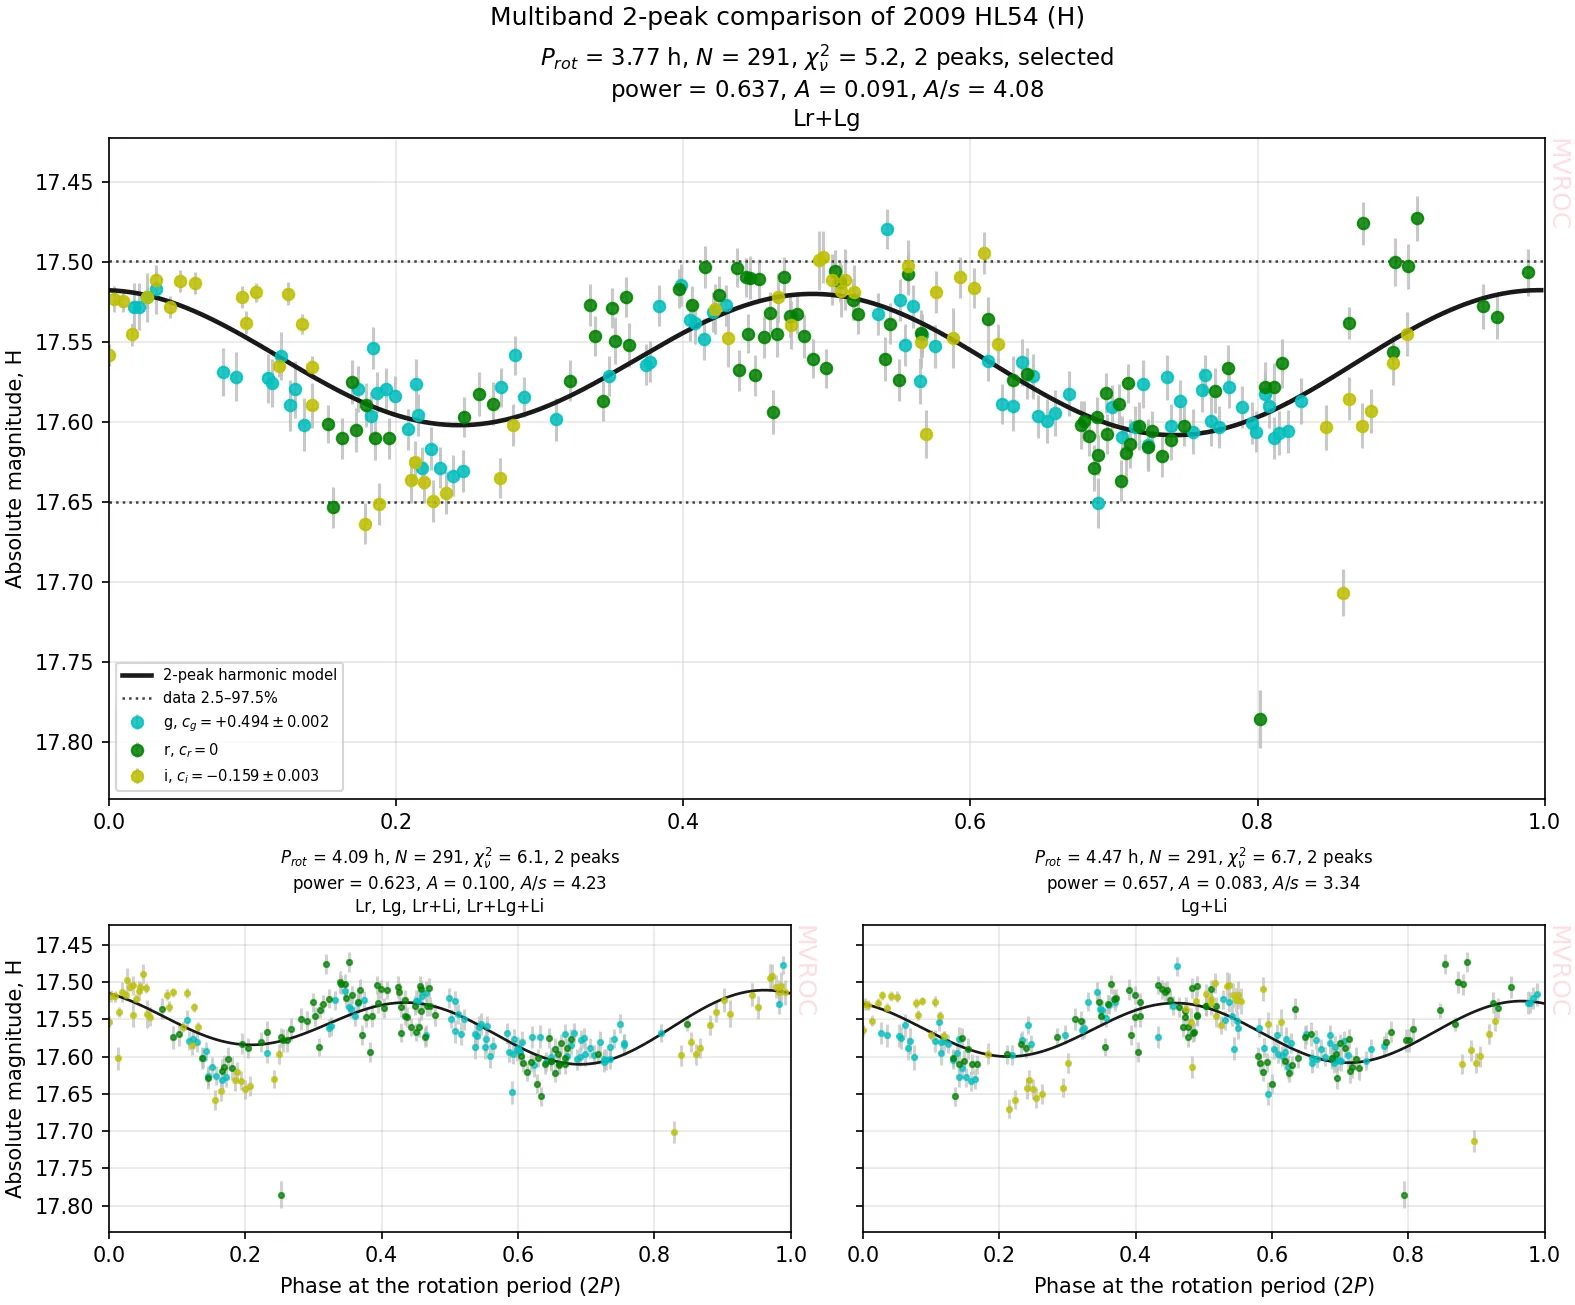 Multiband 2-peak comparison of 2009 HL54 (H)
P_rot = 3.77 h, N = 291, χ²_ν = 5.2, 2 peaks, selected
power = 0.637, A = 0.091, A/s = 4.08
Lr+Lg
MVROC
Absolute magnitude, H
17.45
17.50
17.55
17.60
17.65
17.70
17.75
17.80
2-peak harmonic model
data 2.5–97.5%
g, c_g = +0.494 ± 0.002
r, c_r = 0
i, c_i = −0.159 ± 0.003
0.0 0.2 0.4 0.6 0.8 1.0
P_rot = 4.09 h, N = 291, χ²_ν = 6.1, 2 peaks
power = 0.623, A = 0.100, A/s = 4.23
Lr, Lg, Lr+Li, Lr+Lg+Li
MVROC
Absolute magnitude, H
17.45
17.50
17.55
17.60
17.65
17.70
17.75
17.80
0.0 0.2 0.4 0.6 0.8 1.0
Phase at the rotation period (2P)
P_rot = 4.47 h, N = 291, χ²_ν = 6.7, 2 peaks
power = 0.657, A = 0.083, A/s = 3.34
Lg+Li
MVROC
0.0 0.2 0.4 0.6 0.8 1.0
Phase at the rotation period (2P)